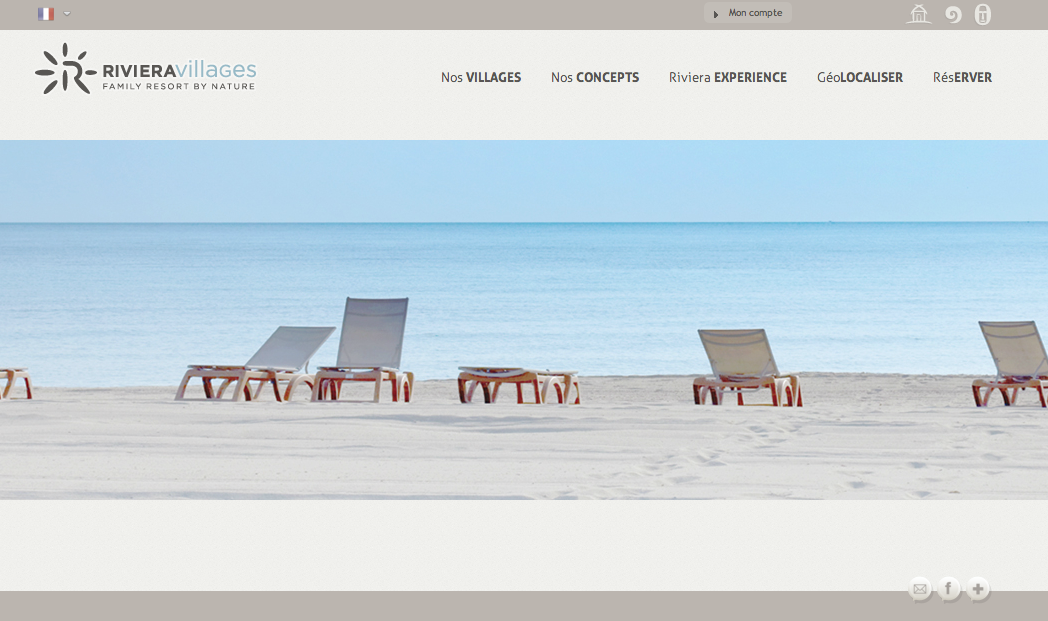 Mon compte
RIVIERAvillages
FAMILY RESORT BY NATURE
Nos VILLAGES Nos CONCEPTS Riviera EXPERIENCE GéoLOCALISER RésERVER